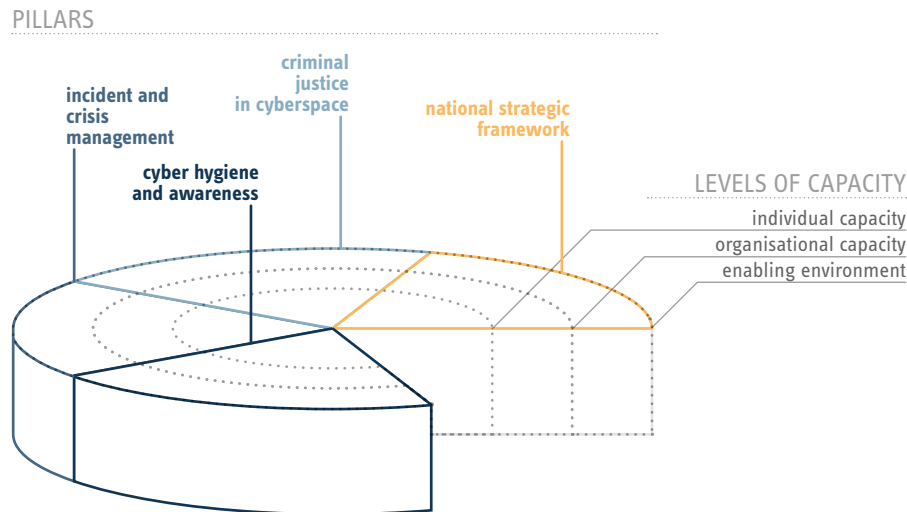 PILLARS
criminal
justice
in cyberspace
incident and
crisis
management
national strategic
framework
cyber hygiene
and awareness
LEVELS OF CAPACITY
individual capacity
organisational capacity
enabling environment